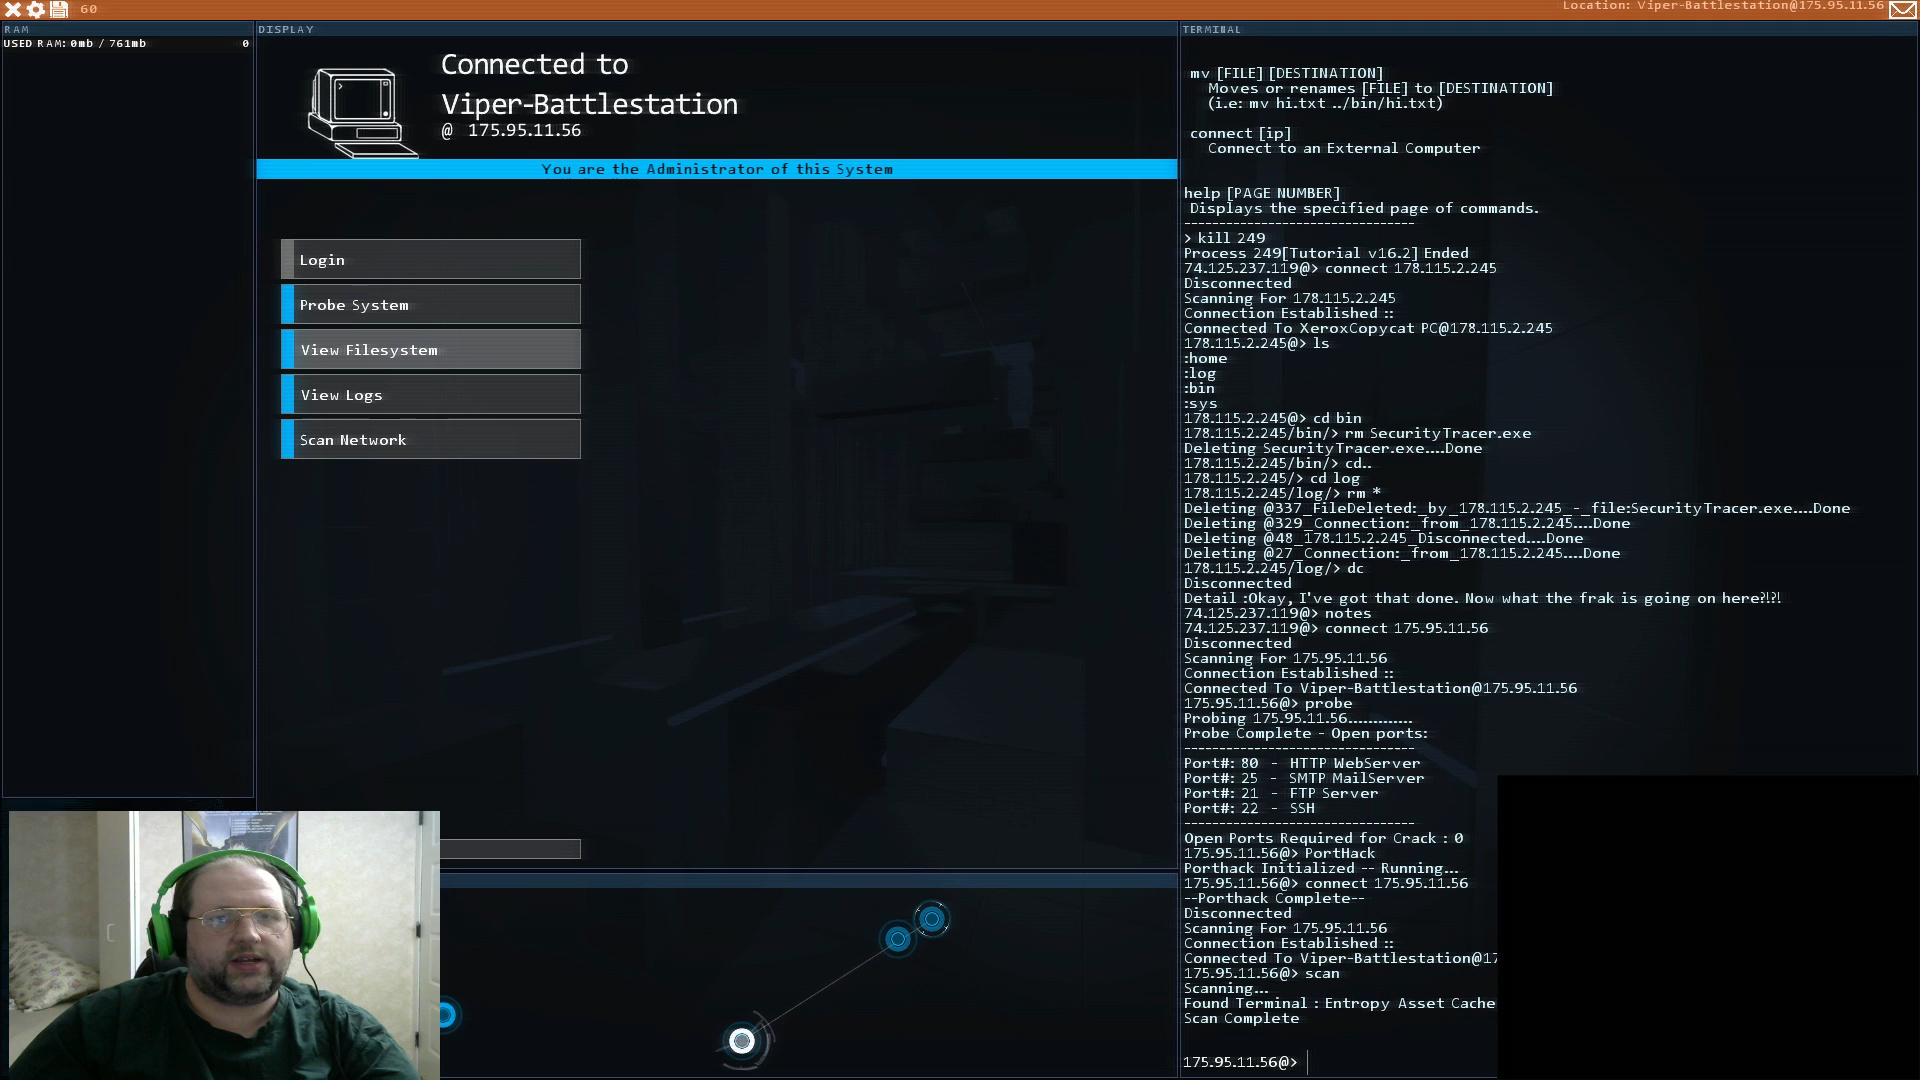 60
Location: Viper-Battlestation@175.95.11.56
RAM
USED RAM: 0mb / 761mb
0
DISPLAY
Connected to
Viper-Battlestation
@ 175.95.11.56
You are the Administrator of this System
Login
Probe System
View Filesystem
View Logs
Scan Network
TERMINAL
mv [FILE] [DESTINATION]
Moves or renames [FILE] to [DESTINATION]
(i.e: mv hi.txt ../bin/hi.txt)
connect [ip]
Connect to an External Computer
help [PAGE NUMBER]
Displays the specified page of commands.
---------------------------------
> kill 249
Process 249[Tutorial v16.2] Ended
74.125.237.119@> connect 178.115.2.245
Disconnected
Scanning For 178.115.2.245
Connection Established ::
Connected To XeroxCopycat PC@178.115.2.245
178.115.2.245@> ls
:home
:log
:bin
:sys
178.115.2.245@> cd bin
178.115.2.245/bin/> rm SecurityTracer.exe
Deleting SecurityTracer.exe....Done
178.115.2.245/bin/> cd..
178.115.2.245/> cd log
178.115.2.245/log/> rm *
Deleting @337_FileDeleted:_by_178.115.2.245_-_file:SecurityTracer.exe....Done
Deleting @329_Connection:_from_178.115.2.245....Done
Deleting @48_178.115.2.245_Disconnected....Done
Deleting @27_Connection:_from_178.115.2.245....Done
178.115.2.245/log/> dc
Disconnected
Detail :Okay, I've got that done. Now what the frak is going on here?!?!
74.125.237.119@> notes
74.125.237.119@> connect 175.95.11.56
Disconnected
Scanning For 175.95.11.56
Connection Established ::
Connected To Viper-Battlestation@175.95.11.56
175.95.11.56@> probe
Probing 175.95.11.56.............
Probe Complete - Open ports:
---------------------------------
Port#: 80 - HTTP WebServer
Port#: 25 - SMTP MailServer
Port#: 21 - FTP Server
Port#: 22 - SSH
---------------------------------
Open Ports Required for Crack : 0
175.95.11.56@> PortHack
Porthack Initialized -- Running...
175.95.11.56@> connect 175.95.11.56
--Porthack Complete--
Disconnected
Scanning For 175.95.11.56
Connection Established ::
Connected To Viper-Battlestation@17
175.95.11.56@> scan
Scanning...
Found Terminal : Entropy Asset Cache
Scan Complete
175.95.11.56@>